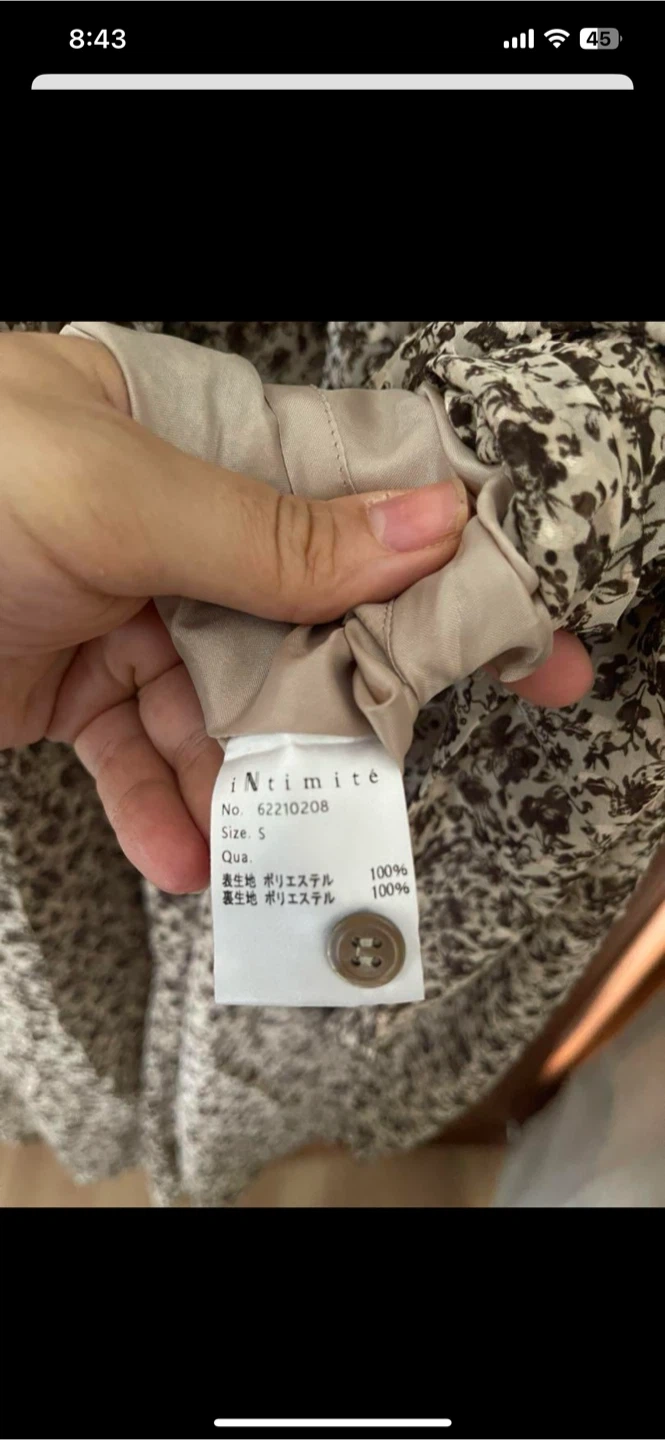 8:43
45
iNtimité
No. 62210208
Size. S
Qua.
表生地 ポリエステル 100%
裏生地 ポリエステル 100%